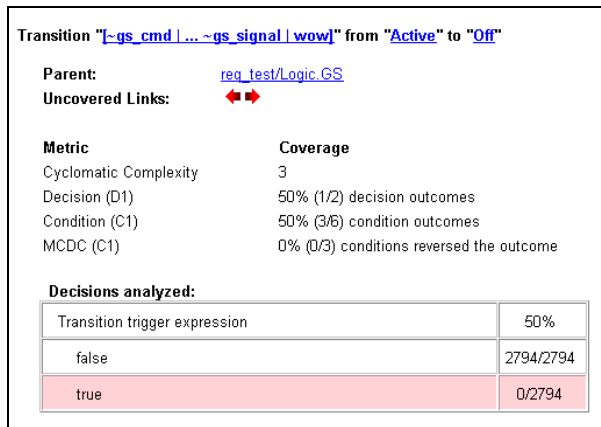 Transition "[~gs_cmd | ... ~gs_signal | wow]" from "Active" to "Off"
Parent: req_test/Logic.GS
Uncovered Links:
Metric Coverage
Cyclomatic Complexity 3
Decision (D1) 50% (1/2) decision outcomes
Condition (C1) 50% (3/6) condition outcomes
MCDC (C1) 0% (0/3) conditions reversed the outcome
Decisions analyzed:
Transition trigger expression 50%
false 2794/2794
true 0/2794